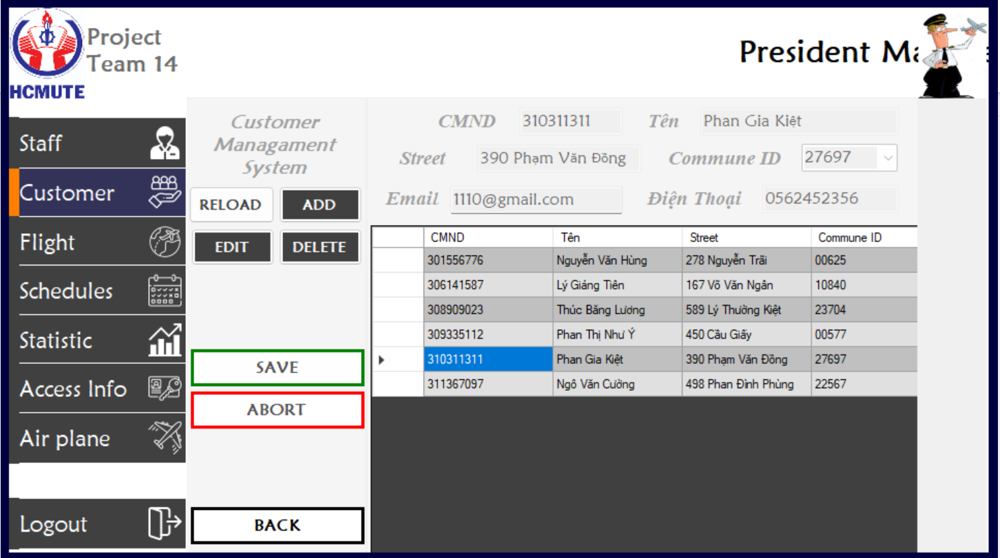 Project
Team 14
HCMUTE
President Ma
Staff
Customer
Flight
Schedules
Statistic
Access Info
Air plane
Logout
Customer
Managament
System
RELOAD ADD
EDIT DELETE
SAVE
ABORT
BACK
CMND 310311311 Tên Phan Gia Kiệt
Street 390 Phạm Văn Đồng Commune ID 27697
Email 1110@gmail.com Điện Thoại 0562452356
CMND Tên Street Commune ID
301556776 Nguyễn Văn Hùng 278 Nguyễn Trãi 00625
306141587 Lý Giáng Tiên 167 Võ Văn Ngân 10840
308909023 Thúc Băng Lương 589 Lý Thường Kiệt 23704
309335112 Phan Thị Như Ý 450 Cầu Giấy 00577
310311311 Phan Gia Kiệt 390 Phạm Văn Đồng 27697
311367097 Ngô Văn Cường 498 Phan Đình Phùng 22567